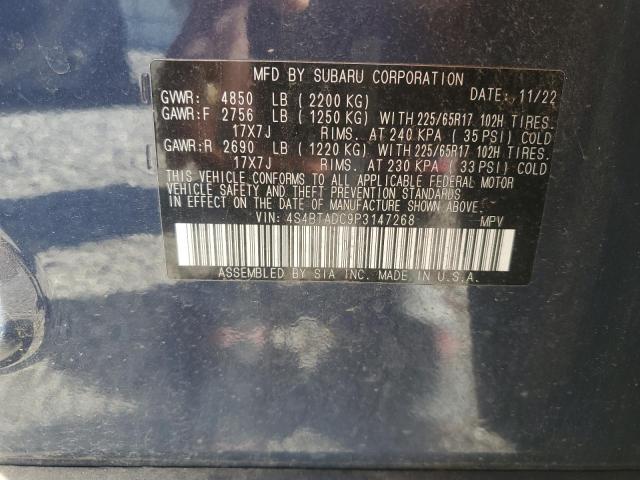 MFD BY SUBARU CORPORATION DATE: 11/22
GVWR: 4850 LB ( 2200 KG)
GAWR:F 2756 LB ( 1250 KG) WITH 225/65R17 102H TIRES.
17X7J RIMS. AT 240 KPA ( 35 PSI) COLD
GAWR:R 2690 LB ( 1220 KG) WITH 225/65R17 102H TIRES.
17X7J RIMS. AT 230 KPA ( 33 PSI) COLD
THIS VEHICLE CONFORMS TO ALL APPLICABLE FEDERAL MOTOR
VEHICLE SAFETY AND THEFT PREVENTION STANDARDS IN EFFECT
ON THE DATE OF MANUFACTURE SHOWN ABOVE.
VIN: 4S4BTADC9P3147268 MPV
ASSEMBLED BY SIA INC. MADE IN U.S.A.